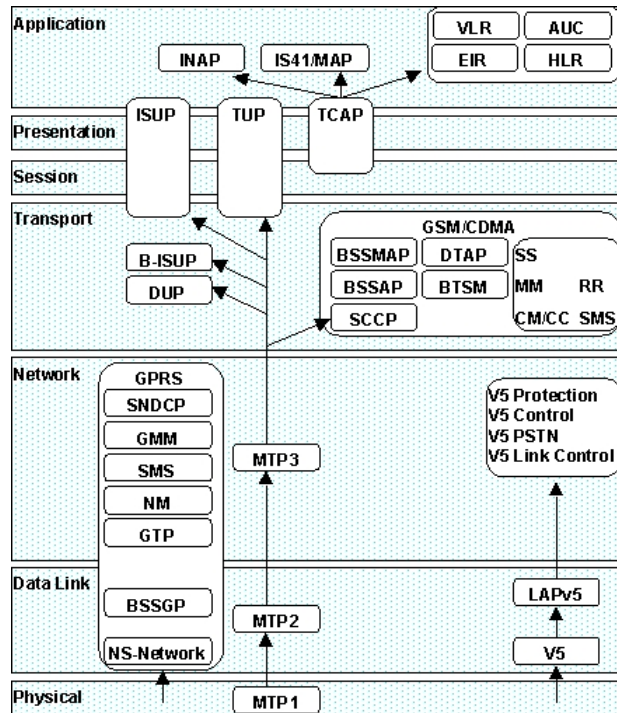 Application
VLR
AUC
EIR
HLR
INAP
IS41/MAP
ISUP
TUP
TCAP
Presentation
Session
Transport
GSM/CDMA
BSSMAP
DTAP
SS
BSSAP
BTSM
MM
RR
SCCP
CM/CC
SMS
B-ISUP
DUP
Network
GPRS
SNDCP
GMM
SMS
NM
GTP
MTP3
V5 Protection
V5 Control
V5 PSTN
V5 Link Control
Data Link
BSSGP
NS-Network
MTP2
LAPv5
V5
Physical
MTP1